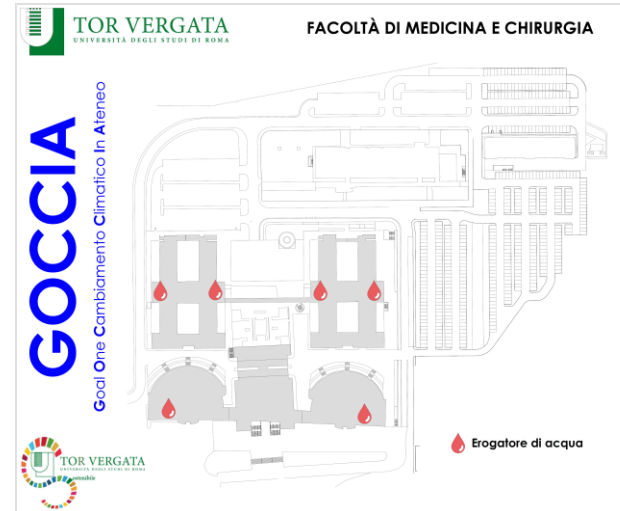 TOR VERGATA
UNIVERSITÀ DEGLI STUDI DI ROMA
FACOLTÀ DI MEDICINA E CHIRURGIA
GOCCIA
Goal One Cambiamento Climatico In Ateneo
Erogatore di acqua
TOR VERGATA
UNIVERSITÀ DEGLI STUDI DI ROMA
sostenibile